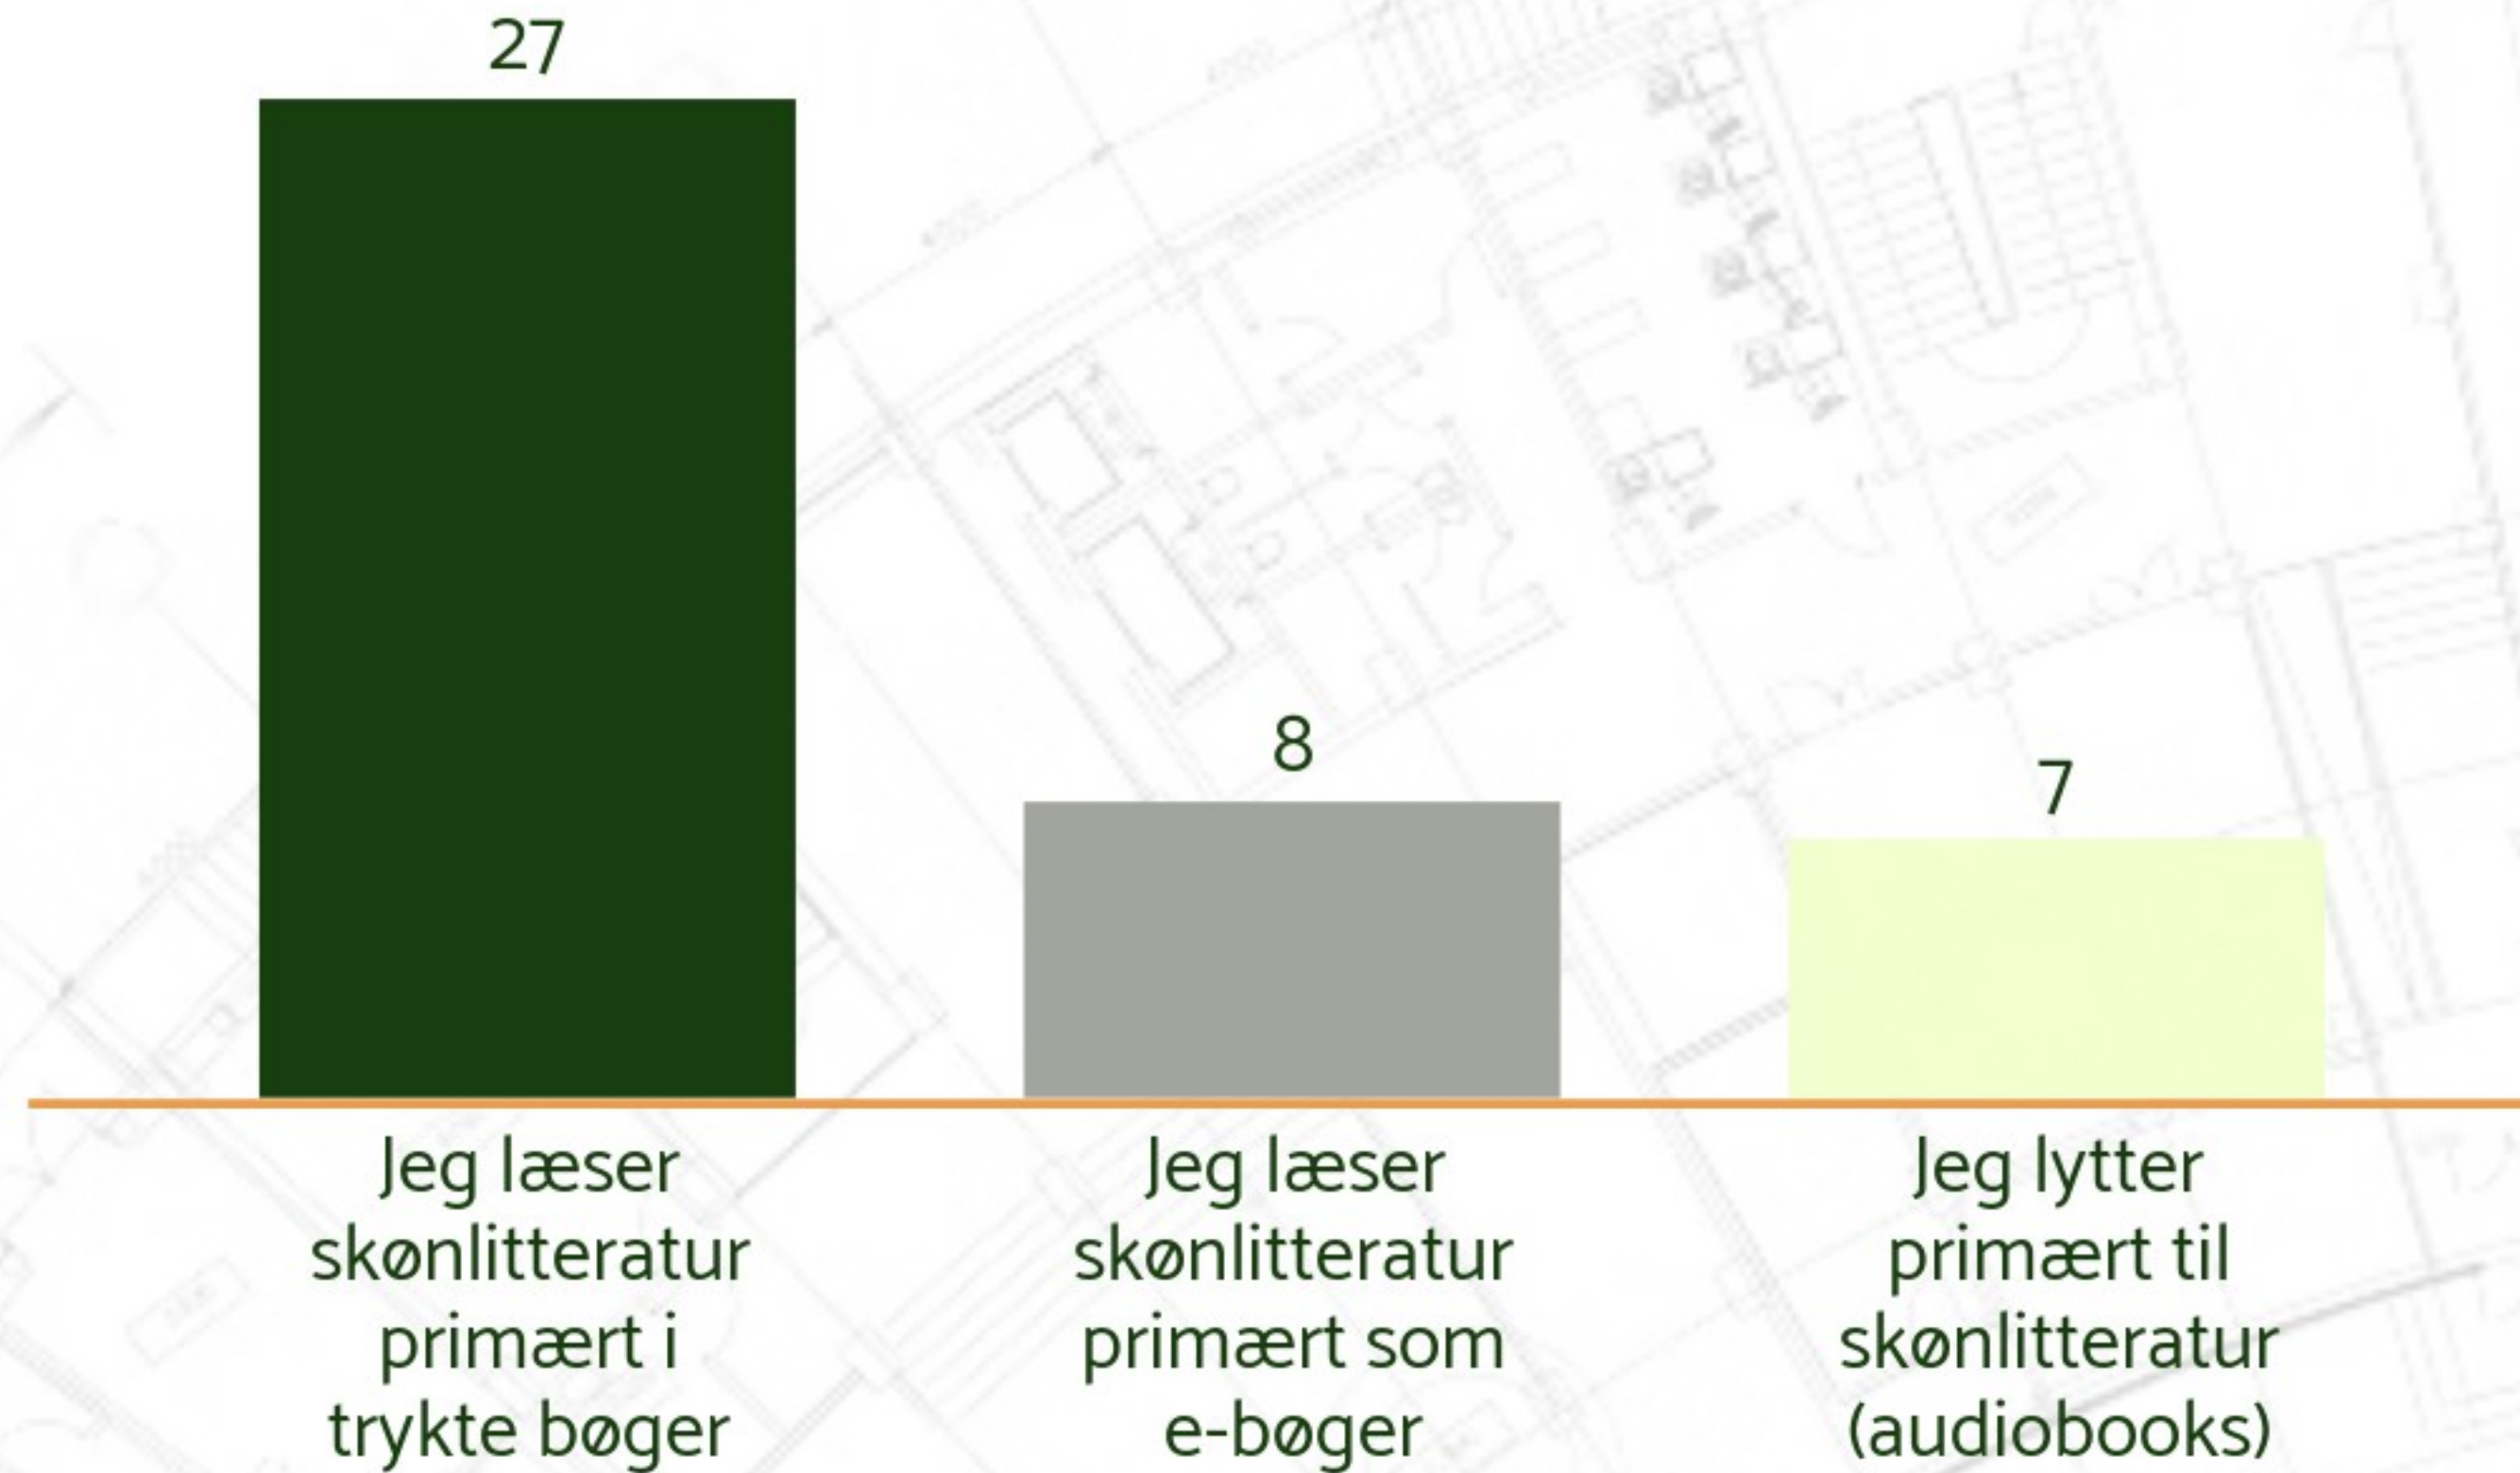 27
8
7
Jeg læser
skønlitteratur
primært i
trykte bøger
Jeg læser
skønlitteratur
primært som
e-bøger
Jeg lytter
primært til
skønlitteratur
(audiobooks)